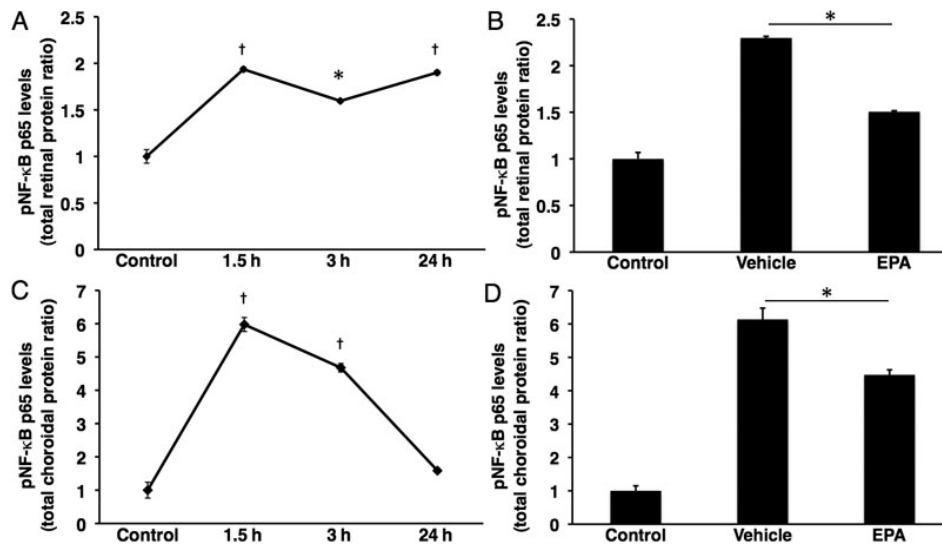 A
pNF-κB p65 levels
(total retinal protein ratio)
2.5
2
1.5
1
0.5
0
†
*
†
Control 1.5 h 3 h 24 h
B
pNF-κB p65 levels
(total retinal protein ratio)
2.5
2
1.5
1
0.5
0
*
Control Vehicle EPA
C
pNF-κB p65 levels
(total choroidal protein ratio)
7
6
5
4
3
2
1
0
†
†
Control 1.5 h 3 h 24 h
D
pNF-κB p65 levels
(total choroidal protein ratio)
7
6
5
4
3
2
1
0
*
Control Vehicle EPA